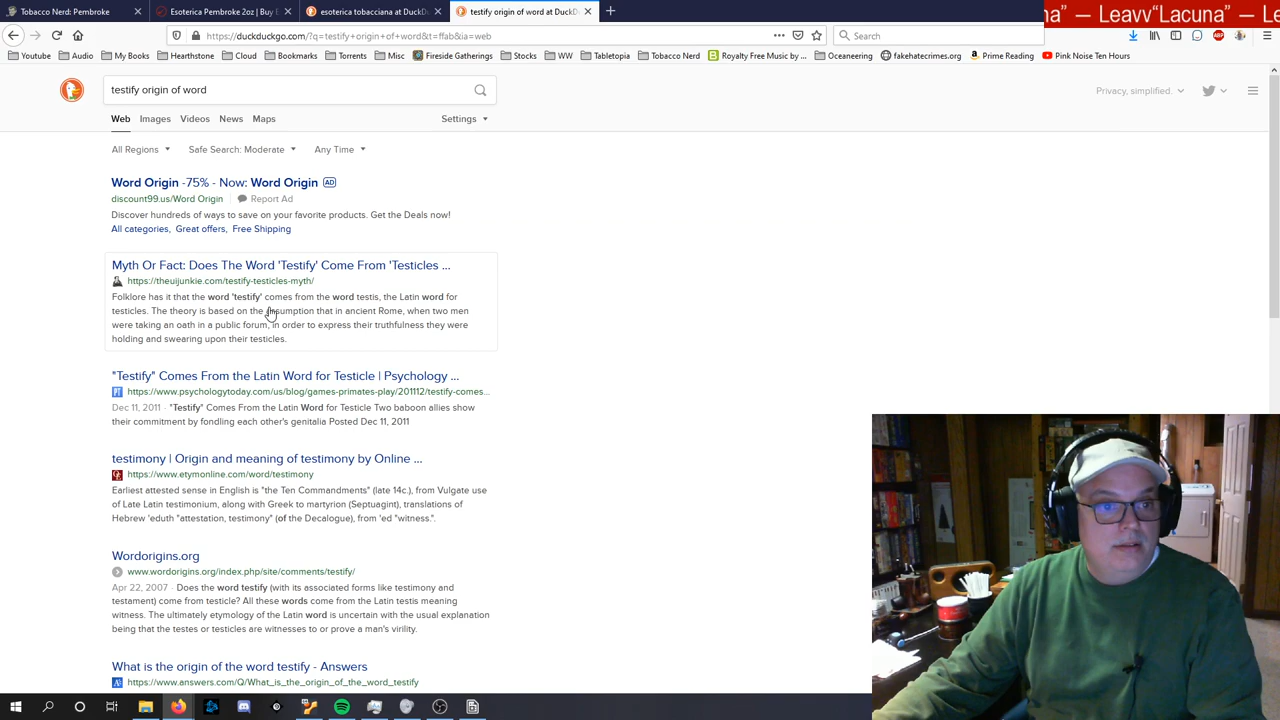 Tobacco Nerd: Pembroke
Esoterica Pembroke 2oz | Buy E
esoterica tobacciana at DuckDu
testify origin of word at DuckDu
na” — Leavv“Lacuna” — Le
https://duckduckgo.com/?q=testify+origin+of+word&t=ffab&ia=web
Search
Youtube
Audio
My Books
Hearthstone
Cloud
Bookmarks
Torrents
Misc
Fireside Gatherings
Stocks
WW
Tabletopia
Tobacco Nerd
Royalty Free Music by ...
Oceaneering
fakehatecrimes.org
Prime Reading
Pink Noise Ten Hours
testify origin of word
Privacy, simplified.
Web
Images
Videos
News
Maps
Settings
All Regions
Safe Search: Moderate
Any Time
Word Origin -75% - Now: Word Origin AD
discount99.us/Word Origin
Report Ad
Discover hundreds of ways to save on your favorite products. Get the Deals now!
All categories, Great offers, Free Shipping
Myth Or Fact: Does The Word 'Testify' Come From 'Testicles ...
https://theuijunkie.com/testify-testicles-myth/
Folklore has it that the word 'testify' comes from the word testis, the Latin word for
testicles. The theory is based on the assumption that in ancient Rome, when two men
were taking an oath in a public forum, in order to express their truthfulness they were
holding and swearing upon their testicles.
"Testify" Comes From the Latin Word for Testicle | Psychology ...
https://www.psychologytoday.com/us/blog/games-primates-play/201112/testify-comes...
Dec 11, 2011 · "Testify" Comes From the Latin Word for Testicle Two baboon allies show
their commitment by fondling each other's genitalia Posted Dec 11, 2011
testimony | Origin and meaning of testimony by Online ...
https://www.etymonline.com/word/testimony
Earliest attested sense in English is "the Ten Commandments" (late 14c.), from Vulgate use
of Late Latin testimonium, along with Greek to martyrion (Septuagint), translations of
Hebrew 'eduth "attestation, testimony" (of the Decalogue), from 'ed "witness.".
Wordorigins.org
www.wordorigins.org/index.php/site/comments/testify/
Apr 22, 2007 · Does the word testify (with its associated forms like testimony and
testament) come from testicle? All these words come from the Latin testis meaning
witness. The ultimately etymology of the Latin word is uncertain with the usual explanation
being that the testes or testicles are witnesses to or prove a man's virility.
What is the origin of the word testify - Answers
https://www.answers.com/Q/What_is_the_origin_of_the_word_testify